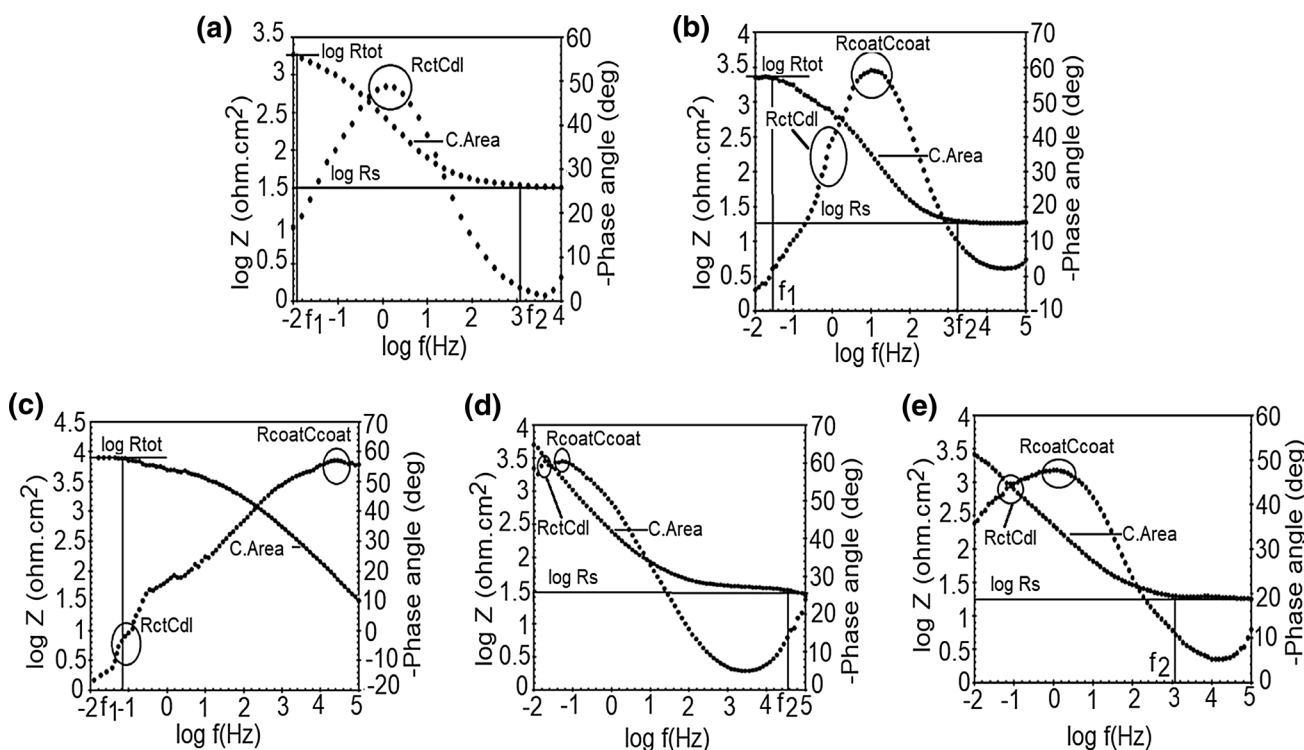 (a)
log Z (ohm.cm2)
3.5
3
2.5
2
1.5
1
0.5
0
log Rtot
RctCdl
C.Area
log Rs
60
50
40
30
20
10
0
-Phase angle (deg)
-2 f1 -1 0 1 2 3 f2 4
log f(Hz)
(b)
log Z (ohm.cm2)
4
3.5
3
2.5
2
1.5
1
0.5
0
log Rtot
RcoatCcoat
RctCdl
C.Area
log Rs
f1
70
60
50
40
30
20
10
0
-10
-Phase angle (deg)
-2 -1 0 1 2 3 f2 4 5
log f(Hz)
(c)
log Z (ohm.cm2)
4.5
4
3.5
3
2.5
2
1.5
1
0.5
0
log Rtot
RcoatCcoat
C.Area
RctCdl
70
60
50
40
30
20
10
0
-10
-20
-Phase angle (deg)
-2 f1 -1 0 1 2 3 4 5
log f(Hz)
(d)
log Z (ohm.cm2)
4
3.5
3
2.5
2
1.5
1
0.5
0
RcoatCcoat
RctCdl
C.Area
log Rs
70
60
50
40
30
20
10
0
-Phase angle (deg)
-2 -1 0 1 2 3 4 f2 5
log f(Hz)
(e)
log Z (ohm.cm2)
4
3.5
3
2.5
2
1.5
1
0.5
0
RcoatCcoat
RctCdl
C.Area
log Rs
f2
60
50
40
30
20
10
0
-Phase angle (deg)
-2 -1 0 1 2 3 4 5
log f(Hz)